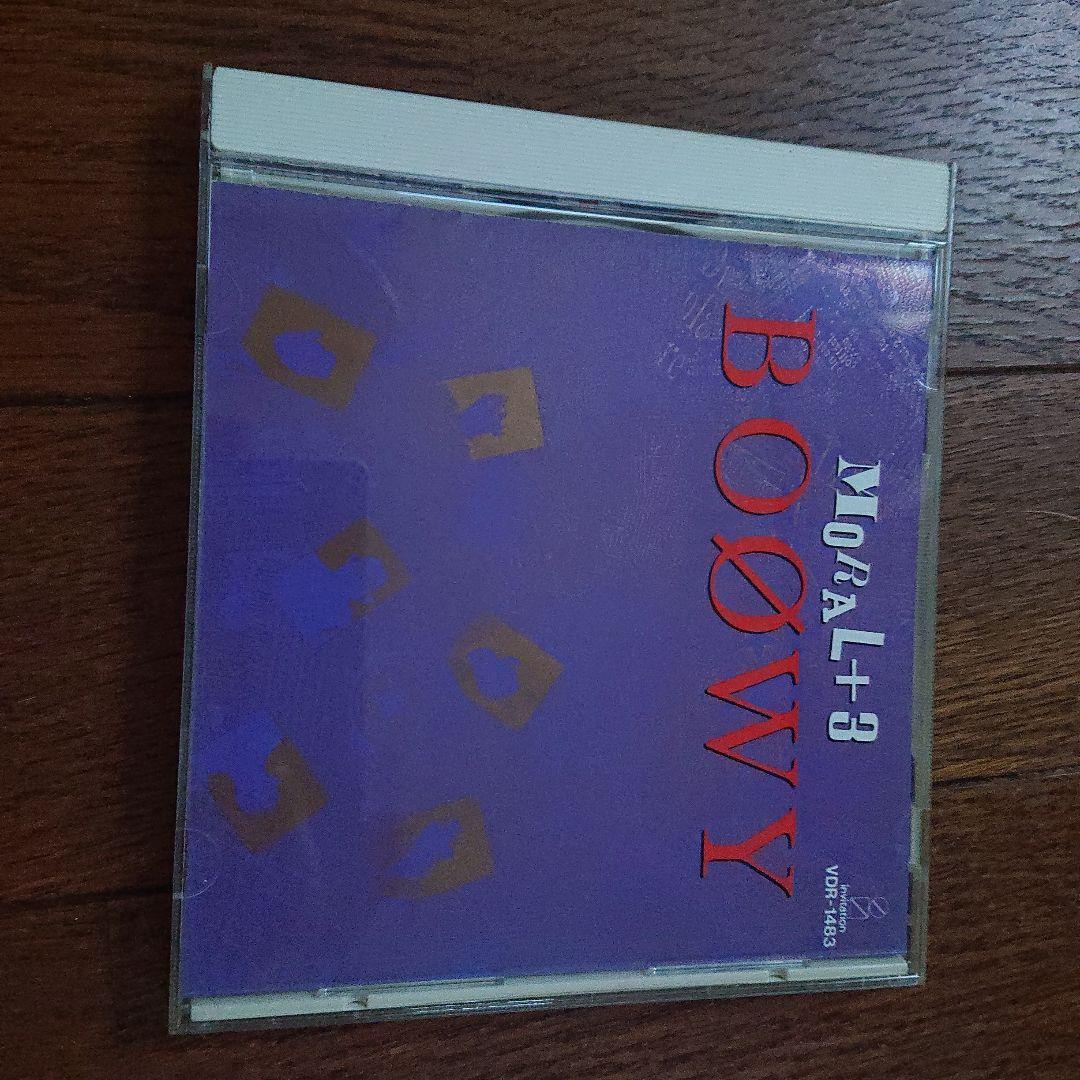 MORAL+3
BOØWY
invitation
VDR-1483